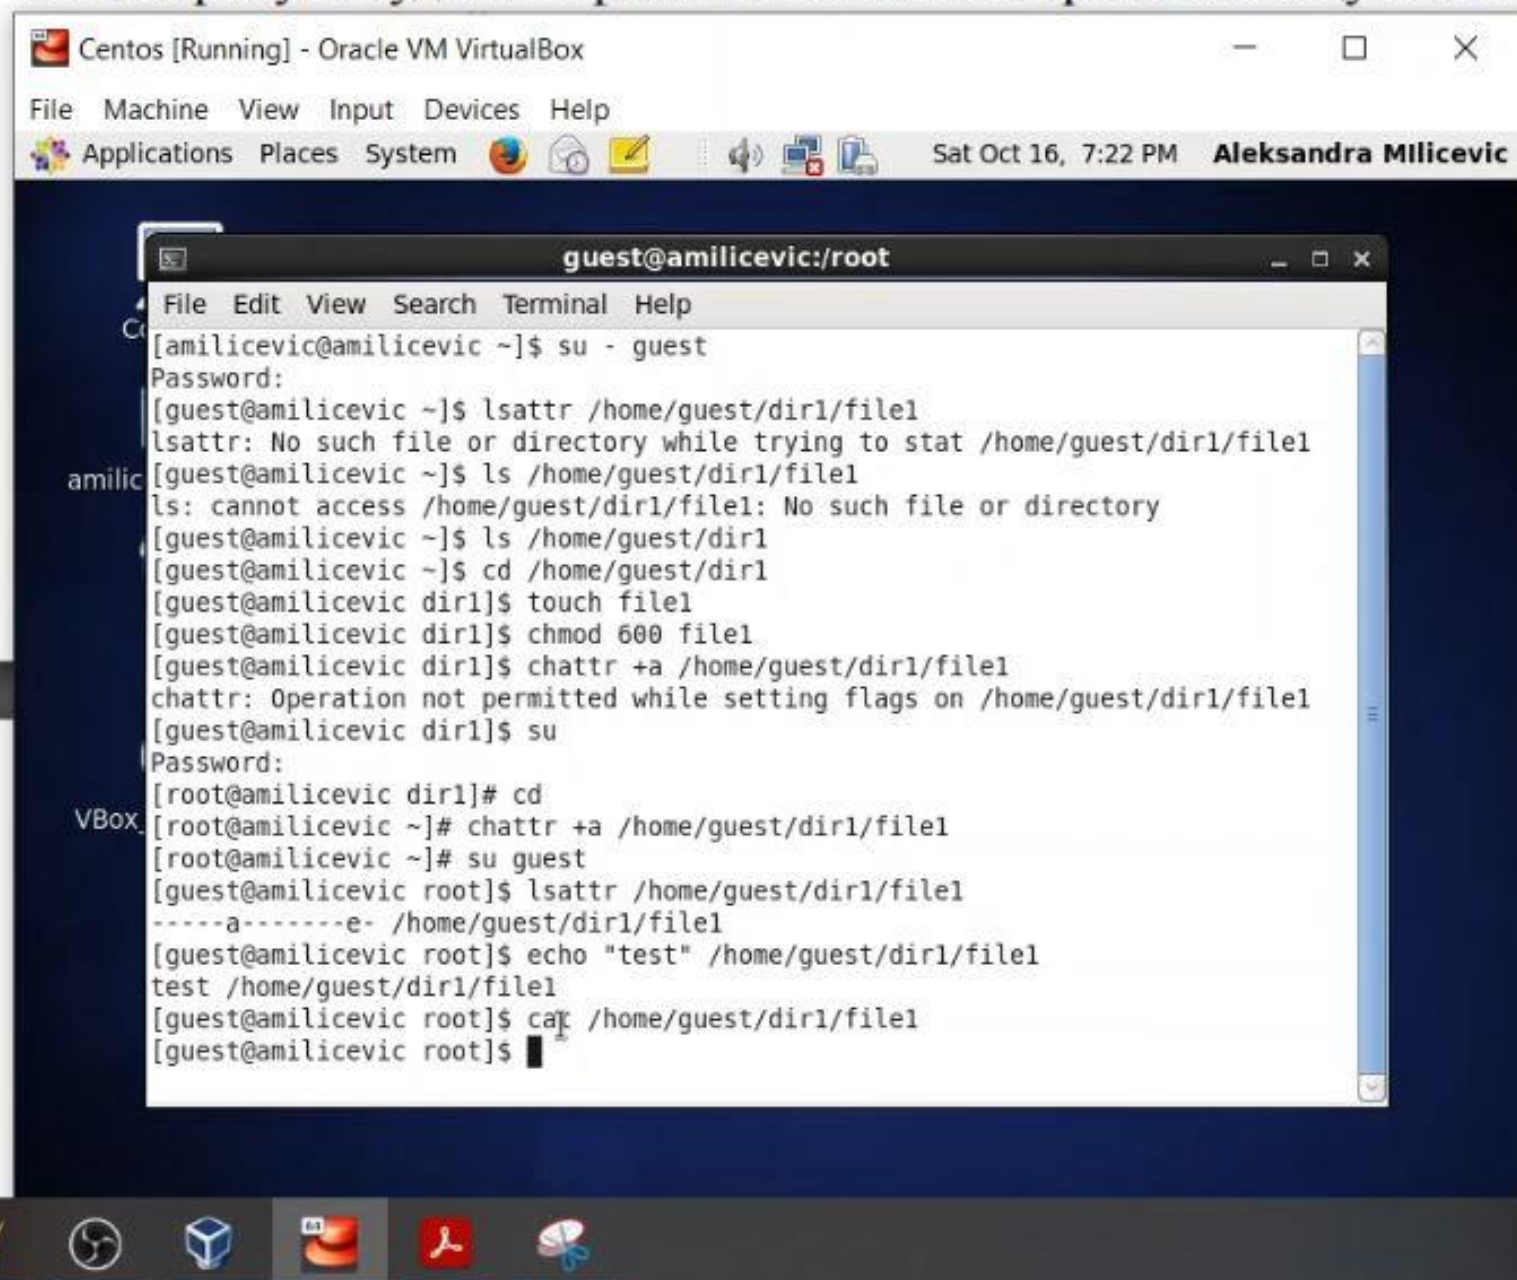 Centos [Running] - Oracle VM VirtualBox
File Machine View Input Devices Help
Applications Places System Sat Oct 16, 7:22 PM Aleksandra MIlicevic
guest@amilicevic:/root
File Edit View Search Terminal Help
[amilicevic@amilicevic ~]$ su - guest
Password:
[guest@amilicevic ~]$ lsattr /home/guest/dir1/file1
lsattr: No such file or directory while trying to stat /home/guest/dir1/file1
[guest@amilicevic ~]$ ls /home/guest/dir1/file1
ls: cannot access /home/guest/dir1/file1: No such file or directory
[guest@amilicevic ~]$ ls /home/guest/dir1
[guest@amilicevic ~]$ cd /home/guest/dir1
[guest@amilicevic dir1]$ touch file1
[guest@amilicevic dir1]$ chmod 600 file1
[guest@amilicevic dir1]$ chattr +a /home/guest/dir1/file1
chattr: Operation not permitted while setting flags on /home/guest/dir1/file1
[guest@amilicevic dir1]$ su
Password:
[root@amilicevic dir1]# cd
[root@amilicevic ~]# chattr +a /home/guest/dir1/file1
[root@amilicevic ~]# su guest
[guest@amilicevic root]$ lsattr /home/guest/dir1/file1
-----a-------e- /home/guest/dir1/file1
[guest@amilicevic root]$ echo "test" /home/guest/dir1/file1
test /home/guest/dir1/file1
[guest@amilicevic root]$ cat /home/guest/dir1/file1
[guest@amilicevic root]$
amilic
VBox_